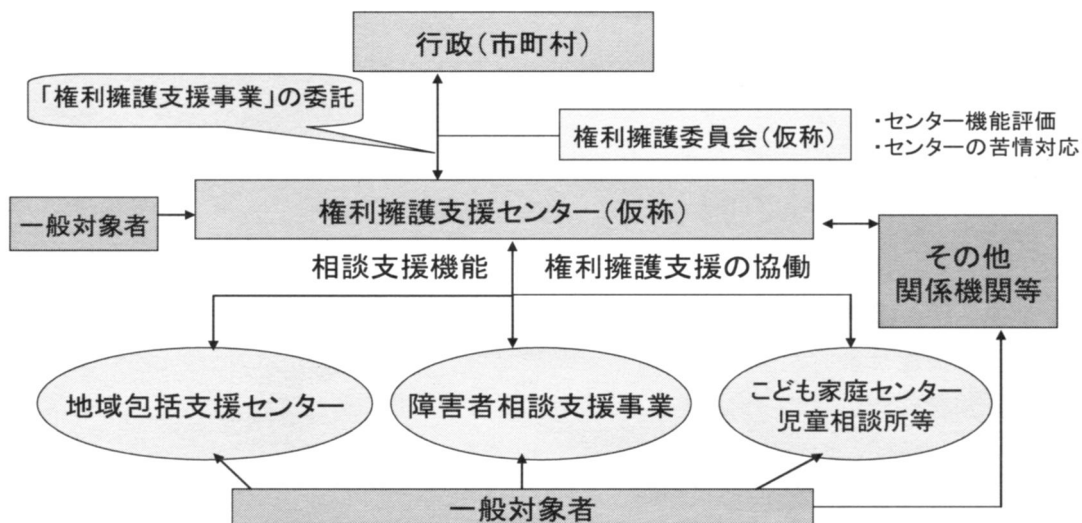 行政(市町村)
「権利擁護支援事業」の委託
権利擁護委員会(仮称)
・センター機能評価
・センターの苦情対応
一般対象者
権利擁護支援センター(仮称)
その他
関係機関等
相談支援機能
権利擁護支援の協働
地域包括支援センター
障害者相談支援事業
こども家庭センター
児童相談所等
一般対象者